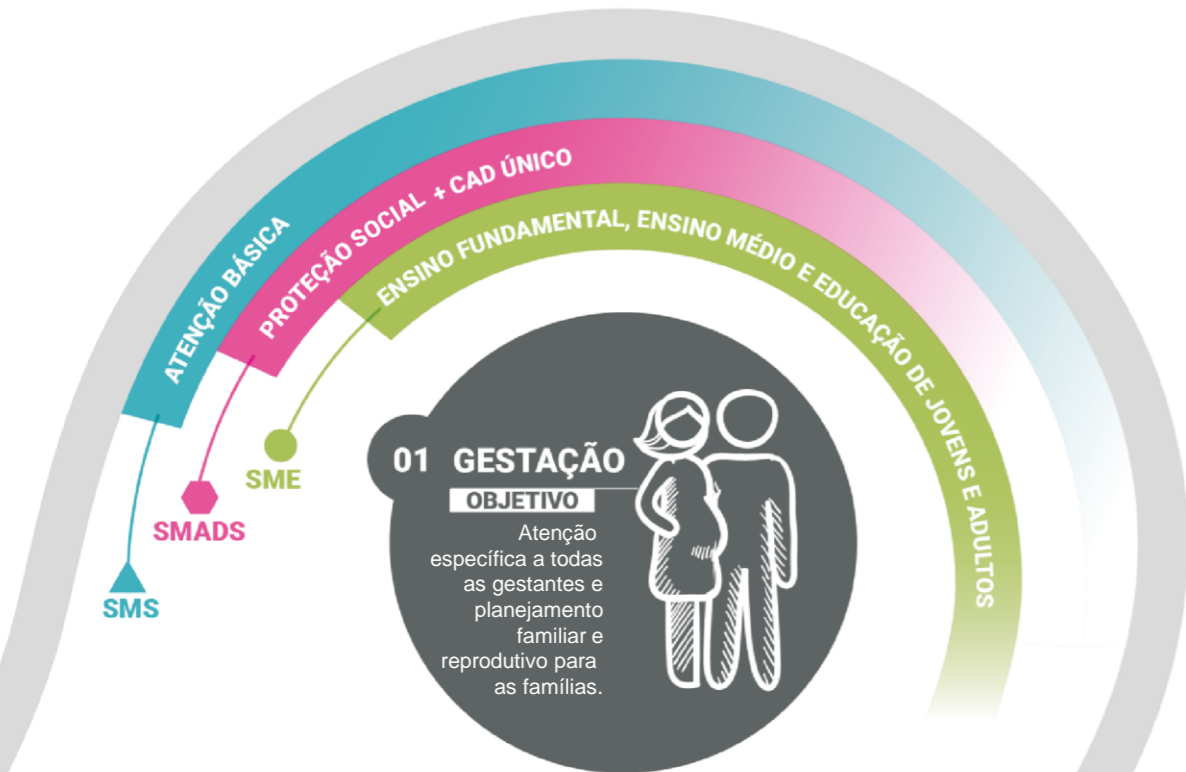 ATENÇÃO BÁSICA
PROTEÇÃO SOCIAL + CAD ÚNICO
ENSINO FUNDAMENTAL, ENSINO MÉDIO E EDUCAÇÃO DE JOVENS E ADULTOS
SME
SMADS
SMS
01 GESTAÇÃO
OBJETIVO
Atenção
específica a todas
as gestantes e
planejamento
familiar e
reprodutivo para
as famílias.